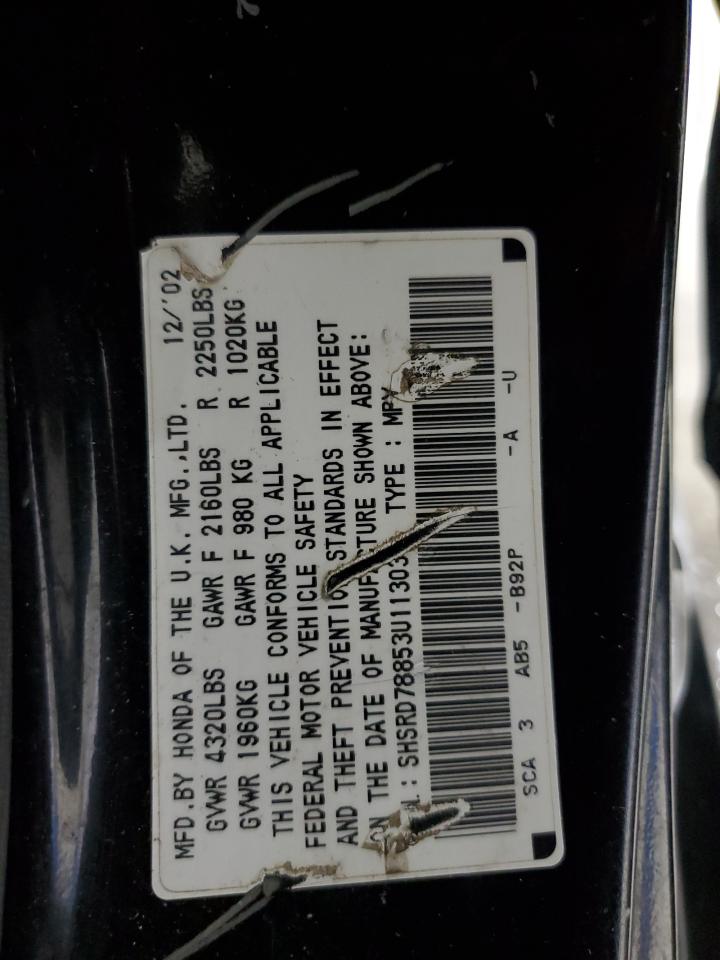 MFD.BY HONDA OF THE U.K. MFG.,LTD. 12/'02
GVWR 4320LBS GAWR F 2160LBS R 2250LBS
GVWR 1960KG GAWR F 980 KG R 1020KG
THIS VEHICLE CONFORMS TO ALL APPLICABLE
FEDERAL MOTOR VEHICLE SAFETY
AND THEFT PREVENTION STANDARDS IN EFFECT
ON THE DATE OF MANUFACTURE SHOWN ABOVE:
SHSRD78853U11303 TYPE : MPV
SCA 3 AB5 -B92P -A -U